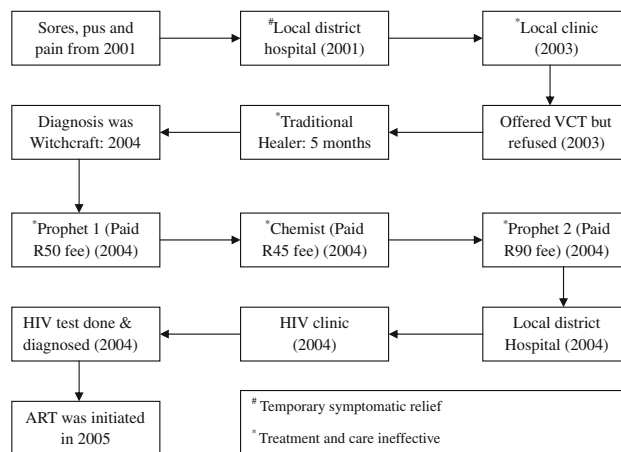 Sores, pus and
pain from 2001
#Local district
hospital (2001)
*Local clinic
(2003)
Offered VCT but
refused (2003)
*Traditional
Healer: 5 months
Diagnosis was
Witchcraft: 2004
*Prophet 1 (Paid
R50 fee) (2004)
*Chemist (Paid
R45 fee) (2004)
*Prophet 2 (Paid
R90 fee) (2004)
Local district
Hospital (2004)
HIV clinic
(2004)
HIV test done &
diagnosed (2004)
ART was initiated
in 2005
# Temporary symptomatic relief
* Treatment and care ineffective